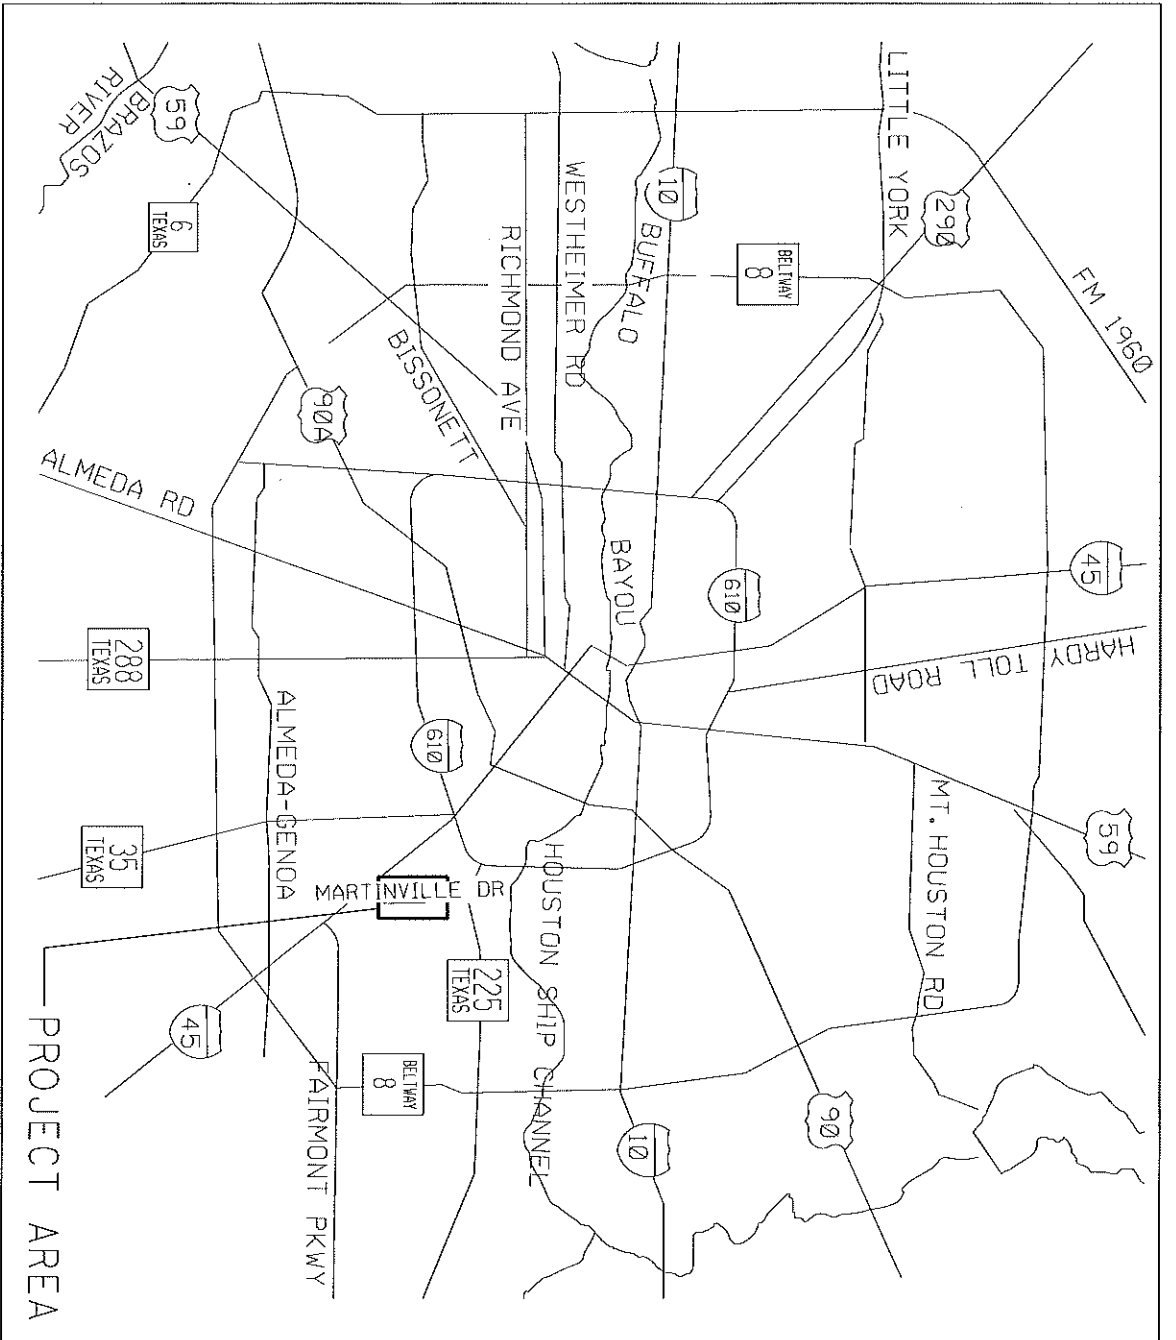 FM 1960
LITTLE YORK
290
45
HARDY TOLL ROAD
59
MT. HOUSTON RD
BELTWAY
8
610
90
10
BUFFALO
BAYOU
10
WESTHEIMER RD
HOUSTON SHIP CHANNEL
RICHMOND AVE
BISSONETT
610
MARTINVILLE DR
225
TEXAS
BELTWAY
8
90A
ALMEDA-GENOA
FAIRMONT PKWY
59
6
TEXAS
45
BRAZOS
RIVER
ALMEDA RD
288
TEXAS
35
TEXAS
PROJECT AREA